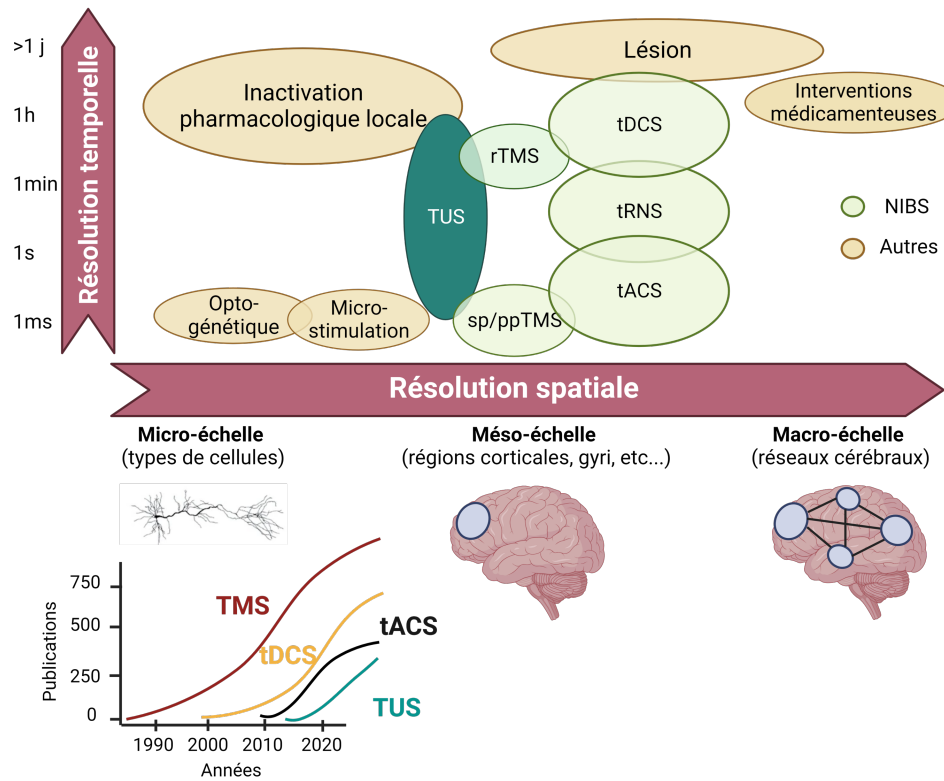 >1 j
1h
1min
1s
1ms
Résolution temporelle
Inactivation
pharmacologique locale
Lésion
Interventions
médicamenteuses
tDCS
rTMS
TUS
tRNS
NIBS
Autres
tACS
Opto-
génétique
Micro-
stimulation
sp/ppTMS
Résolution spatiale
Micro-échelle
(types de cellules)
Méso-échelle
(régions corticales, gyri, etc...)
Macro-échelle
(réseaux cérébraux)
Publications
750
500
250
0
TMS
tDCS
tACS
TUS
1990 2000 2010 2020
Années